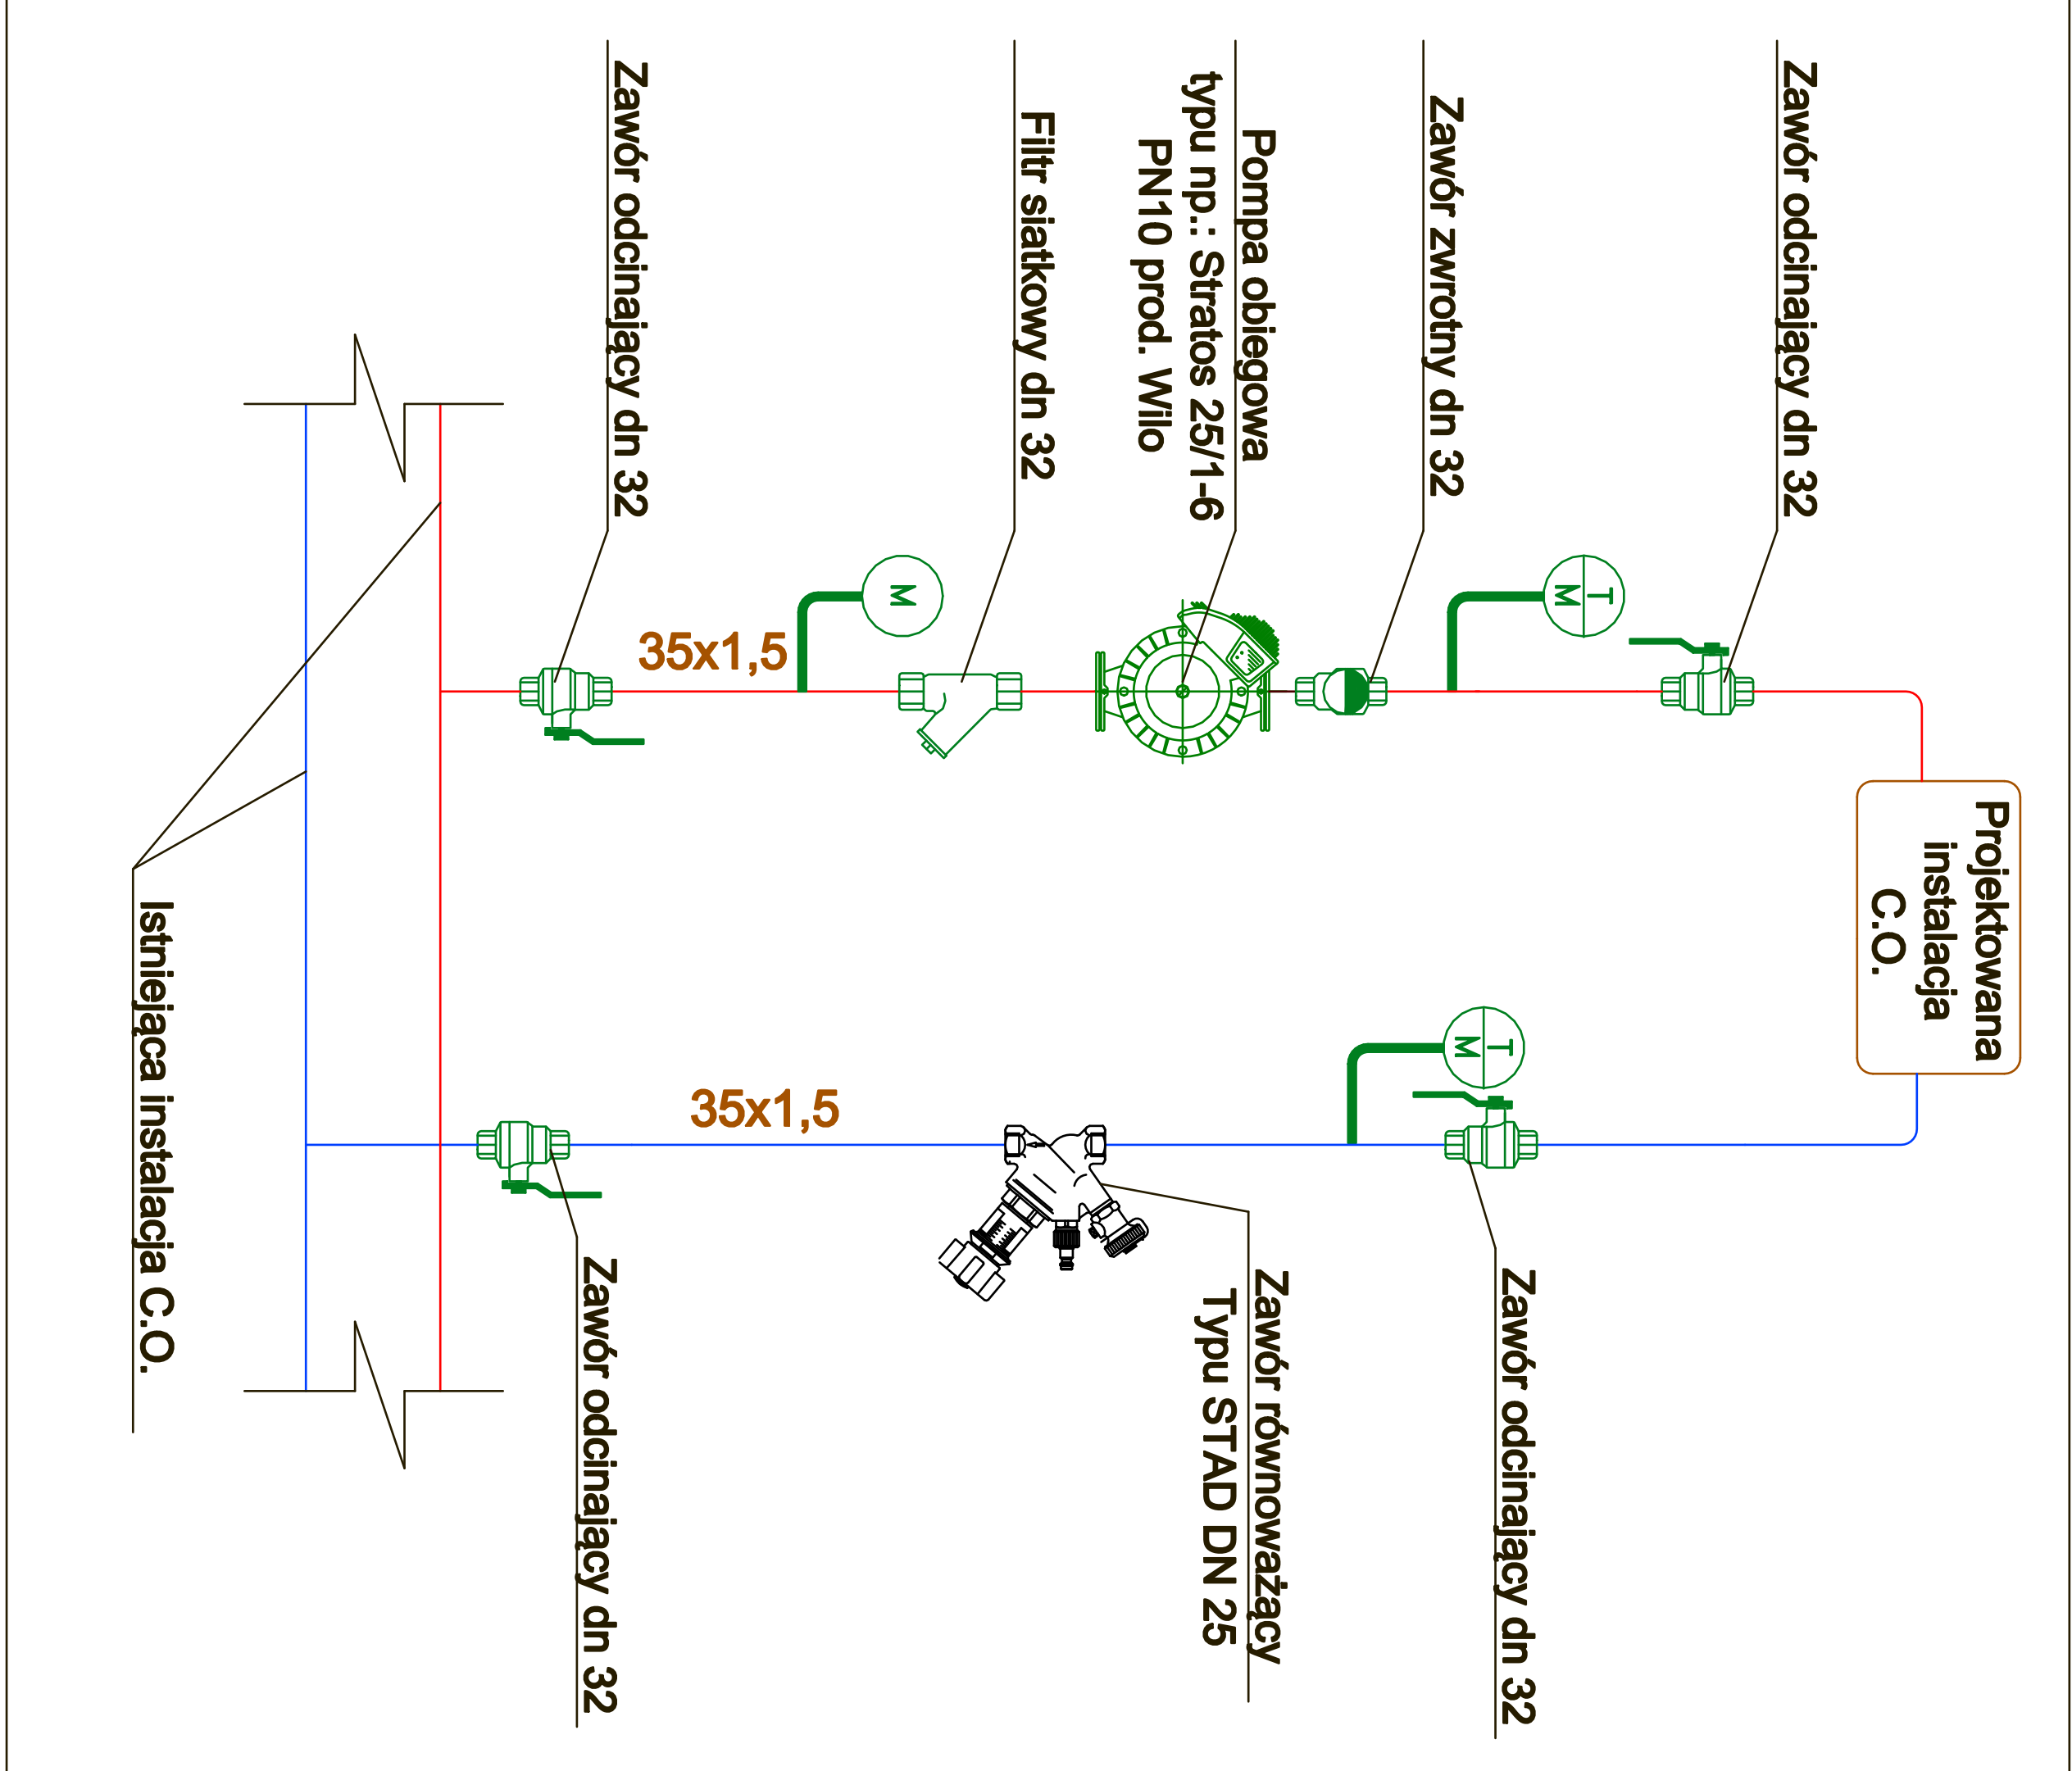 Zawór odcinający dn 32
Zawór zwrotny dn 32
Pompa obiegowa
typu np.: Stratos 25/1-6
PN10 prod. Wilo
Filtr siatkowy dn 32
Zawór odcinający dn 32
T
M
M
35x1,5
Projektowana
instalacja
C.O.
T
M
35x1,5
Istniejąca instalacja C.O.
Zawór odcinający dn 32
Zawór równoważący
Typu STAD DN 25
Zawór odcinający dn 32